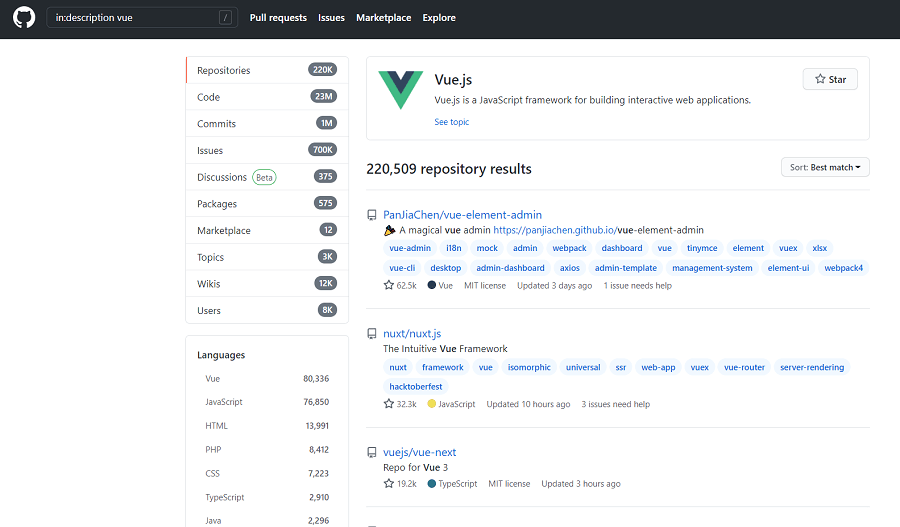 in:description vue /
Pull requests Issues Marketplace Explore
Repositories 220K
Code 23M
Commits 1M
Issues 700K
Discussions Beta 375
Packages 575
Marketplace 12
Topics 3K
Wikis 12K
Users 8K
Languages
Vue 80,336
JavaScript 76,850
HTML 13,991
PHP 8,412
CSS 7,223
TypeScript 2,910
Java 2,296
Vue.js
Star
Vue.js is a JavaScript framework for building interactive web applications.
See topic
220,509 repository results
Sort: Best match
PanJiaChen/vue-element-admin
A magical vue admin https://panjiachen.github.io/vue-element-admin
vue-admin i18n mock admin webpack dashboard vue tinymce element vuex xlsx
vue-cli desktop admin-dashboard axios admin-template management-system element-ui webpack4
62.5k Vue MIT license Updated 3 days ago 1 issue needs help
nuxt/nuxt.js
The Intuitive Vue Framework
nuxt framework vue isomorphic universal ssr web-app vuex vue-router server-rendering
hacktoberfest
32.3k JavaScript Updated 10 hours ago 3 issues need help
vuejs/vue-next
Repo for Vue 3
19.2k TypeScript MIT license Updated 3 hours ago